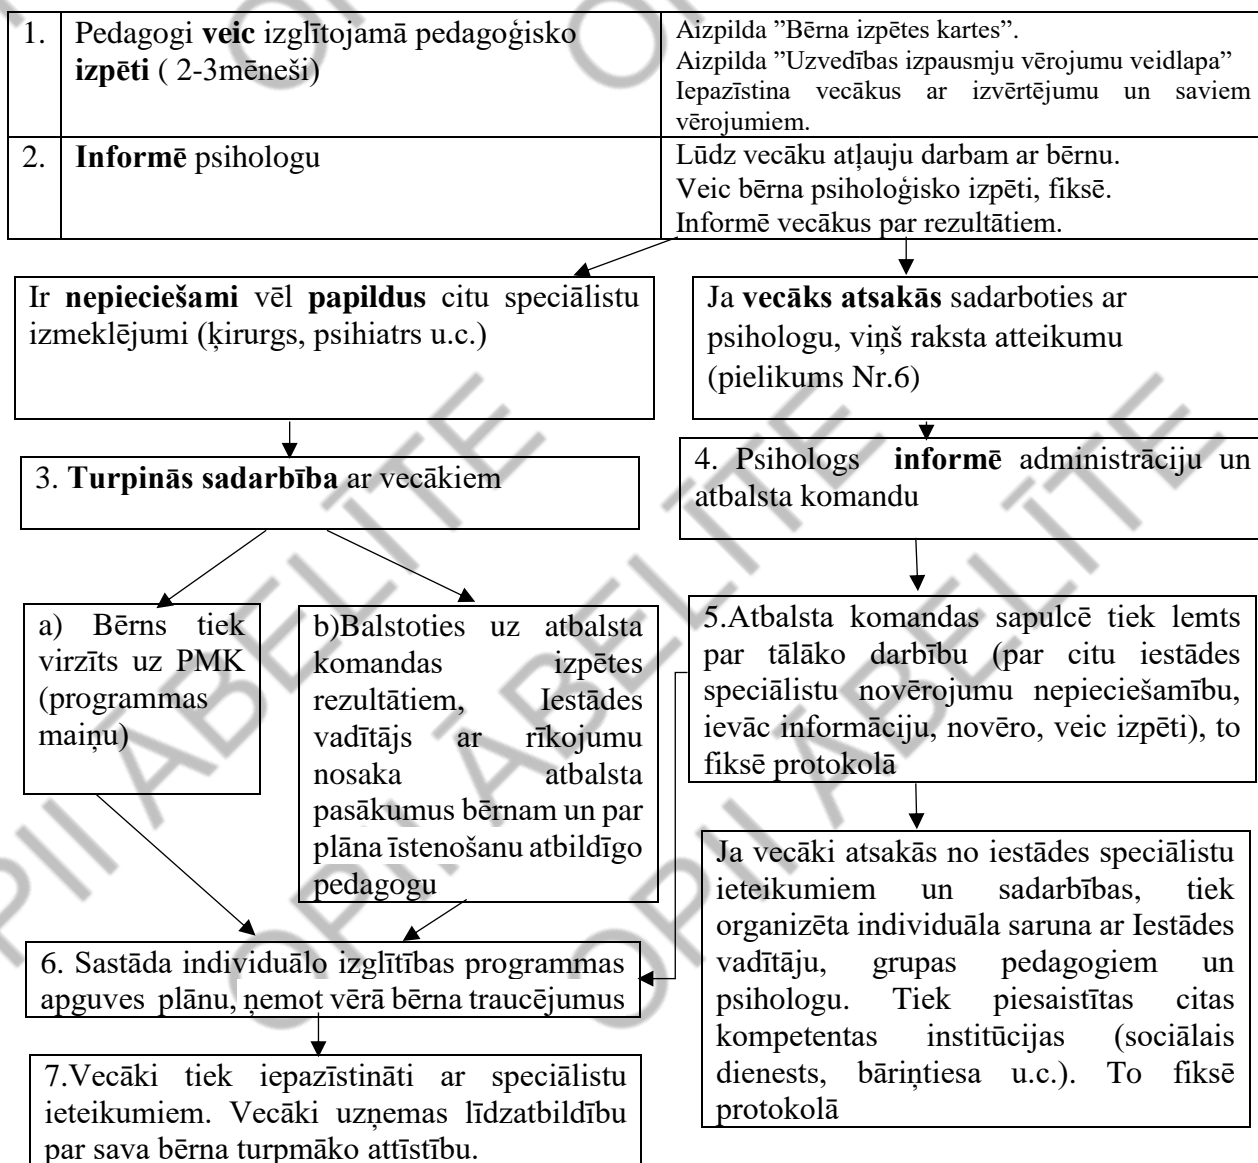 1. Pedagogi veic izglītojamā pedagoģisko
izpēti ( 2-3mēneši)
Aizpilda ”Bērna izpētes kartes”.
Aizpilda ”Uzvedības izpausmju vērojumu veidlapa”
Iepazīstina vecākus ar izvērtējumu un saviem
vērojumiem.
2. Informē psihologu
Lūdz vecāku atļauju darbam ar bērnu.
Veic bērna psiholoģisko izpēti, fiksē.
Informē vecākus par rezultātiem.
Ir nepieciešami vēl papildus citu speciālistu
izmeklējumi (ķirurgs, psihiatrs u.c.)
Ja vecāks atsakās sadarboties ar
psihologu, viņš raksta atteikumu
(pielikums Nr.6)
3. Turpinās sadarbība ar vecākiem
4. Psihologs informē administrāciju un
atbalsta komandu
a) Bērns tiek
virzīts uz PMK
(programmas
maiņu)
b)Balstoties uz atbalsta
komandas izpētes
rezultātiem, Iestādes
vadītājs ar rīkojumu
nosaka atbalsta
pasākumus bērnam un par
plāna īstenošanu atbildīgo
pedagogu
5.Atbalsta komandas sapulcē tiek lemts
par tālāko darbību (par citu iestādes
speciālistu novērojumu nepieciešamību,
ievāc informāciju, novēro, veic izpēti), to
fiksē protokolā
Ja vecāki atsakās no iestādes speciālistu
ieteikumiem un sadarbības, tiek
organizēta individuāla saruna ar Iestādes
vadītāju, grupas pedagogiem un
psihologu. Tiek piesaistītas citas
kompetentas institūcijas (sociālais
dienests, bāriņtiesa u.c.). To fiksē
protokolā
6. Sastāda individuālo izglītības programmas
apguves plānu, ņemot vērā bērna traucējumus
7.Vecāki tiek iepazīstināti ar speciālistu
ieteikumiem. Vecāki uzņemas līdzatbildību
par sava bērna turpmāko attīstību.
OPII ABELĪTE
OPII ABELĪTE
OPII ABELĪTE